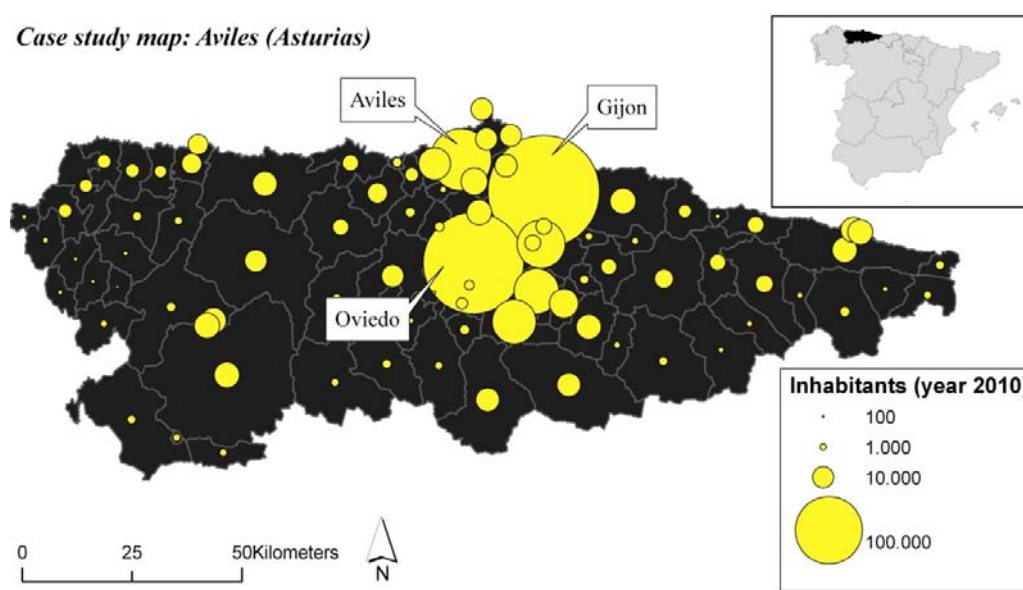 Case study map: Aviles (Asturias)
Aviles
Gijon
Oviedo
Inhabitants (year 2010)
100
1.000
10.000
100.000
0 25 50Kilometers
N